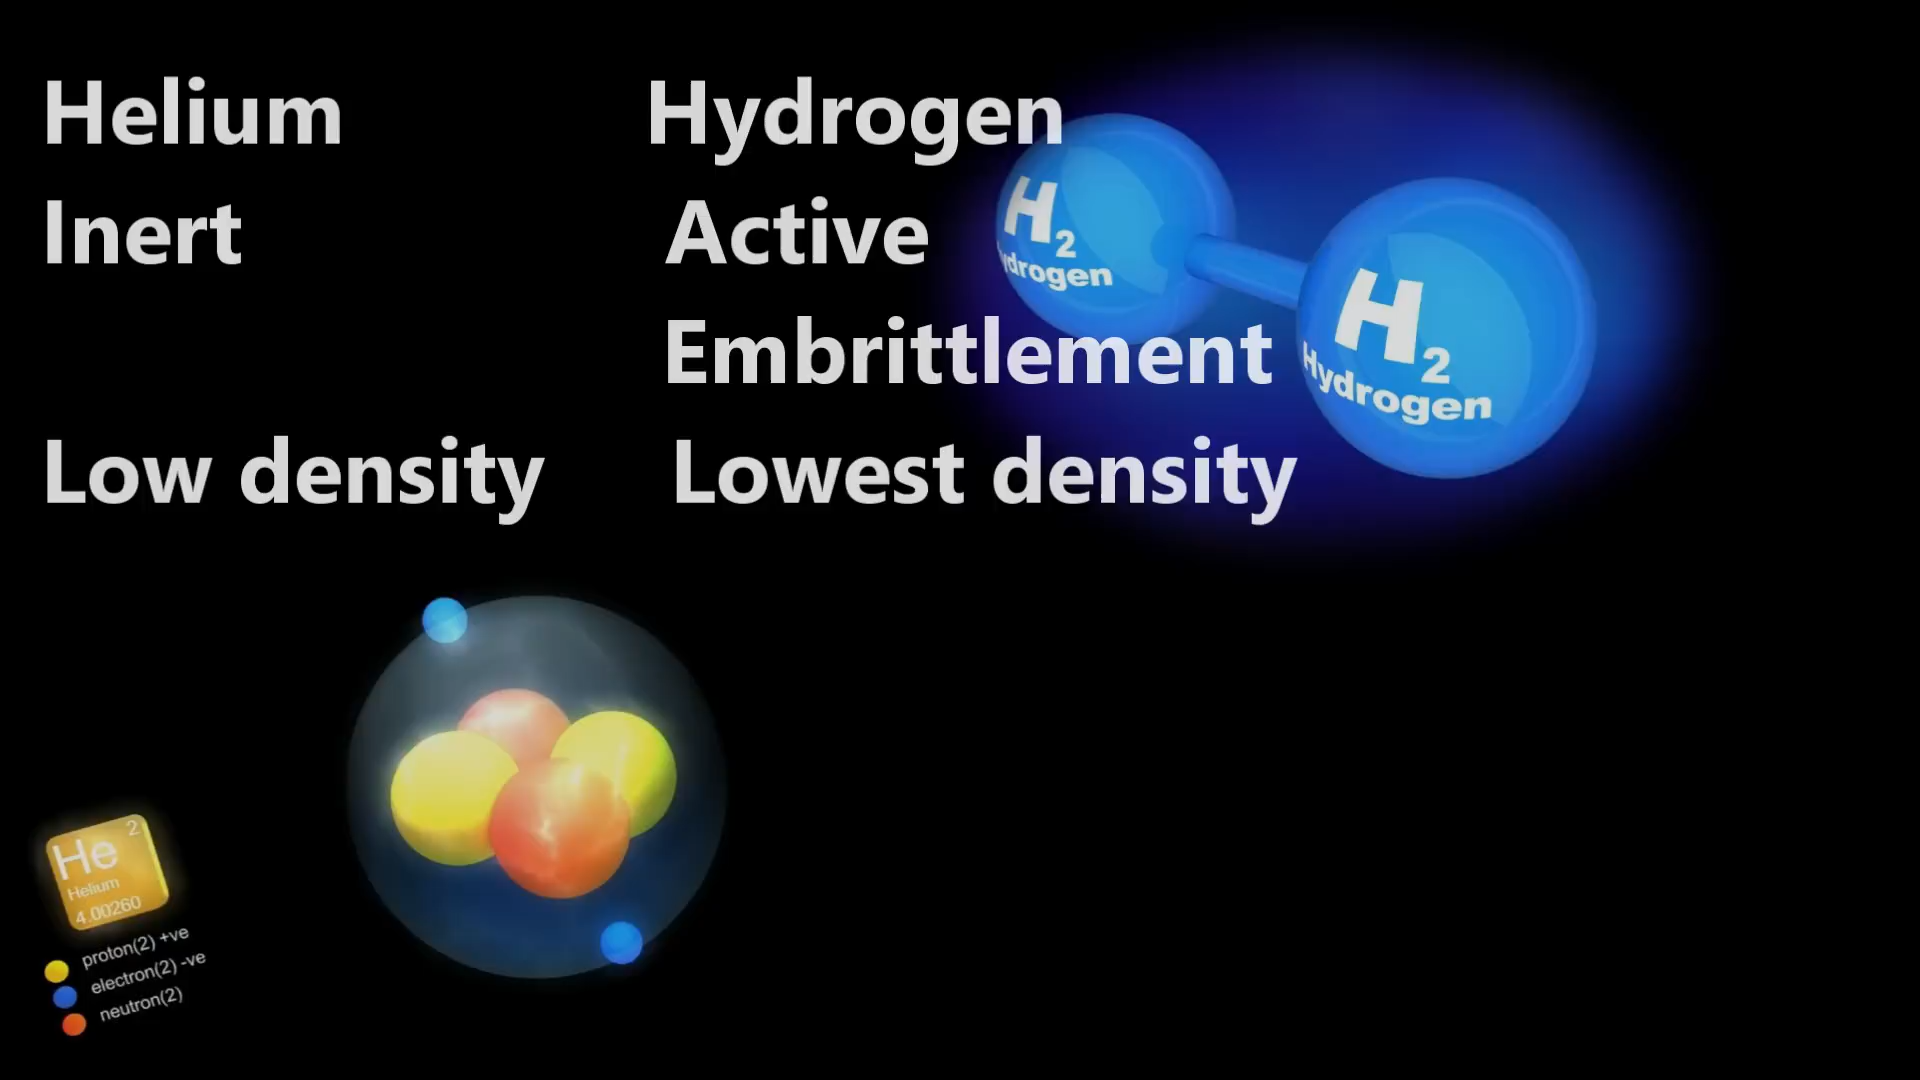 Helium
Hydrogen
Inert
Active
Embrittlement
Low density
Lowest density
H2
ydrogen
H2
Hydrogen
2
He
Helium
4.00260
proton(2) +ve
electron(2) -ve
neutron(2)